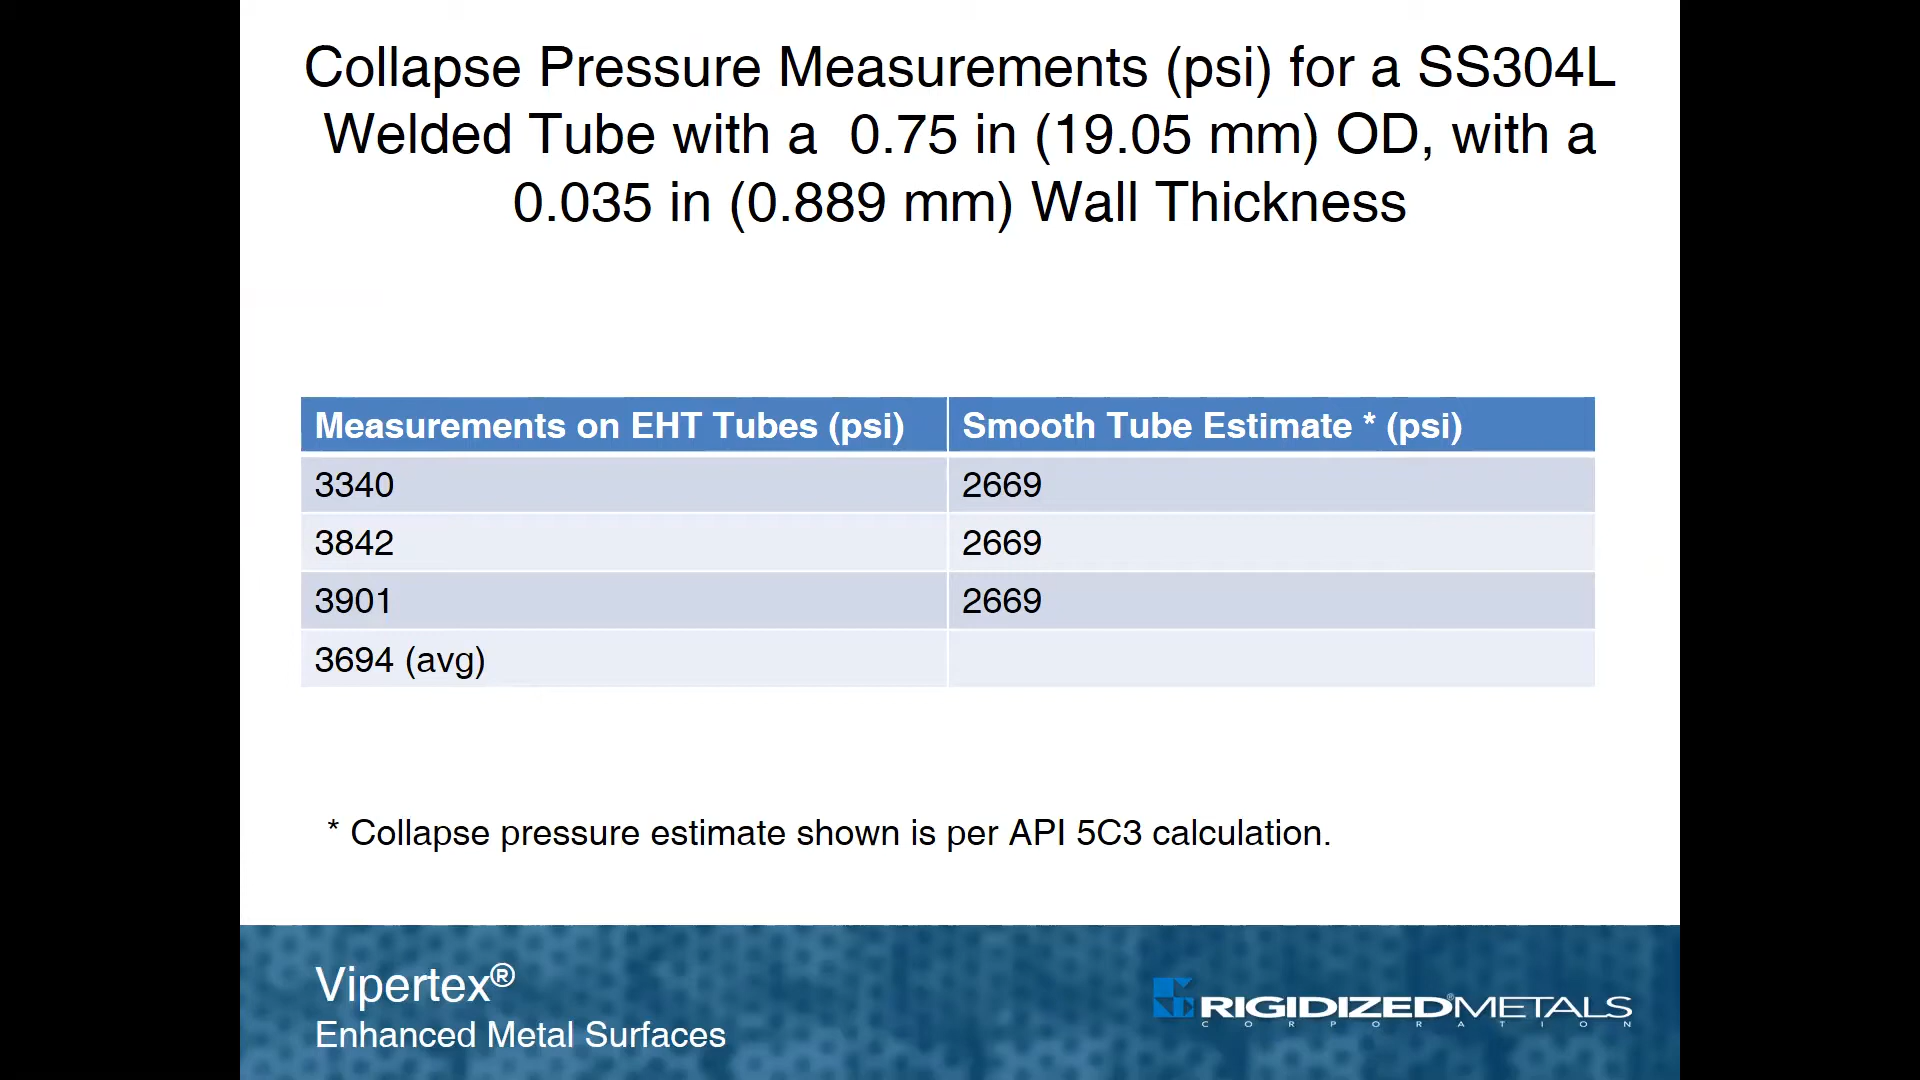 Collapse Pressure Measurements (psi) for a SS304L
Welded Tube with a 0.75 in (19.05 mm) OD, with a
0.035 in (0.889 mm) Wall Thickness
Measurements on EHT Tubes (psi) Smooth Tube Estimate * (psi)
3340 2669
3842 2669
3901 2669
3694 (avg)
* Collapse pressure estimate shown is per API 5C3 calculation.
Vipertex®
Enhanced Metal Surfaces
RIGIDIZED®METALS
CORPORATION